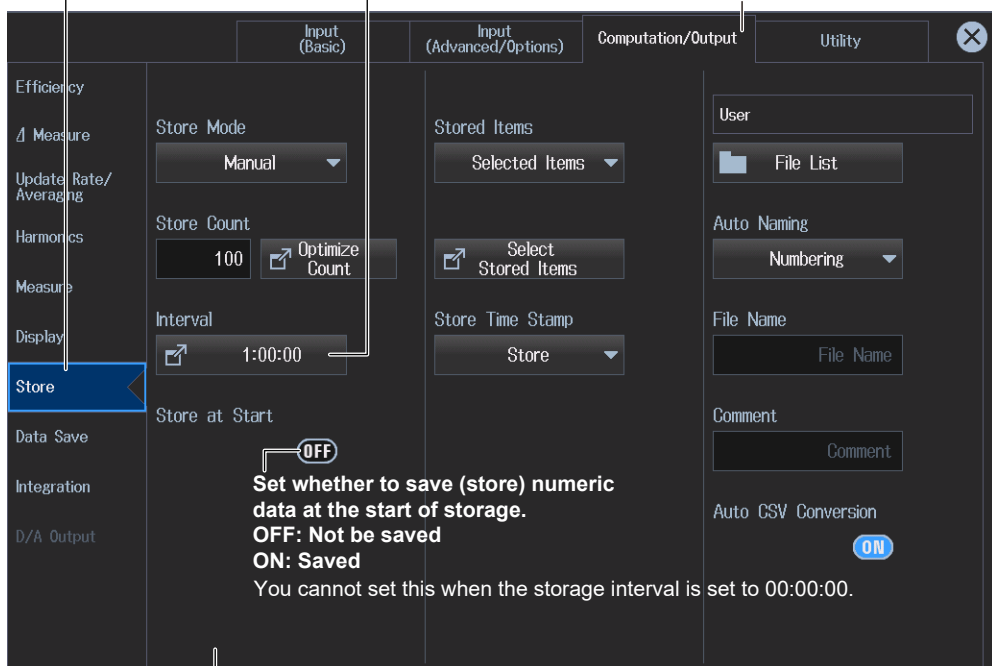 Input
(Basic)
Input
(Advanced/Options)
Computation/Output
Utility
Efficiency
⊿ Measure
Update Rate/
Averaging
Harmonics
Measure
Display
Store
Data Save
Integration
D/A Output
Store Mode
Manual
Store Count
100
Optimize
Count
Interval
1:00:00
Store at Start
OFF
Set whether to save (store) numeric
data at the start of storage.
OFF: Not be saved
ON: Saved
You cannot set this when the storage interval is set to 00:00:00.
Stored Items
Selected Items
Select
Stored Items
Store Time Stamp
Store
User
File List
Auto Naming
Numbering
File Name
File Name
Comment
Comment
Auto CSV Conversion
ON